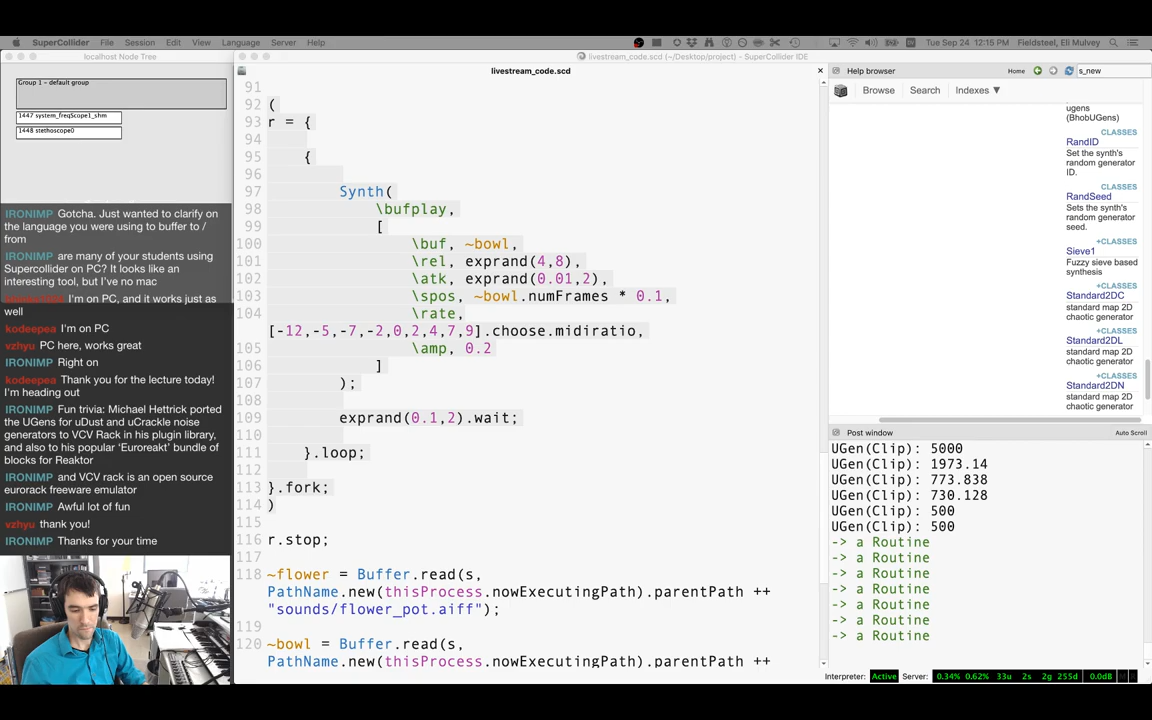 SuperCollider File Session Edit View Language Server Help
Tue Sep 24 12:15 PM Fieldsteel, Eli Mulvey
localhost Node Tree
livestream_code.scd (~/Desktop/project) - SuperCollider IDE
Group 1 - default group
1447 system_freqScope1_shm
1448 stethoscope0
IRONIMP Gotcha. Just wanted to clarify on
the language you were using to buffer to /
from
IRONIMP are many of your students using
Supercollider on PC? It looks like an
interesting tool, but I've no mac
I'm on PC, and it works just as
well
kodeepea I'm on PC
vzhyu PC here, works great
IRONIMP Right on
kodeepea Thank you for the lecture today!
I'm heading out
IRONIMP Fun trivia: Michael Hettrick ported
the UGens for uDust and uCrackle noise
generators to VCV Rack in his plugin library,
and also to his popular 'Euroreakt' bundle of
blocks for Reaktor
IRONIMP and VCV rack is an open source
eurorack freeware emulator
IRONIMP Awful lot of fun
vzhyu thank you!
IRONIMP Thanks for your time
livestream_code.scd
91
92 (
93 r = {
94
95 {
96
97 Synth(
98 \bufplay,
99 [
100 \buf, ~bowl,
101 \rel, exprand(4,8),
102 \atk, exprand(0.01,2),
103 \spos, ~bowl.numFrames * 0.1,
104 \rate,
[-12,-5,-7,-2,0,2,4,7,9].choose.midiratio,
105 \amp, 0.2
106 ]
107 );
108
109 exprand(0.1,2).wait;
110
111 }.loop;
112
113 }.fork;
114 )
115
116 r.stop;
117
118 ~flower = Buffer.read(s,
PathName.new(thisProcess.nowExecutingPath).parentPath ++
"sounds/flower_pot.aiff");
119
120 ~bowl = Buffer.read(s,
PathName.new(thisProcess.nowExecutingPath).parentPath ++
Help browser Home s_new
Browse Search Indexes ▼
ugens
(BhobUGens)
CLASSES
RandID
Set the synth's
random generator
ID.
CLASSES
RandSeed
Sets the synth's
random generator
seed.
+CLASSES
Sieve1
Fuzzy sieve based
synthesis
+CLASSES
Standard2DC
standard map 2D
chaotic generator
+CLASSES
Standard2DL
standard map 2D
chaotic generator
+CLASSES
Standard2DN
standard map 2D
chaotic generator
Post window Auto Scroll
UGen(Clip): 5000
UGen(Clip): 1973.14
UGen(Clip): 773.838
UGen(Clip): 730.128
UGen(Clip): 500
UGen(Clip): 500
-> a Routine
-> a Routine
-> a Routine
-> a Routine
-> a Routine
-> a Routine
-> a Routine
Interpreter: Active Server: 0.34% 0.62% 33u 2s 2g 255d 0.0dB M R